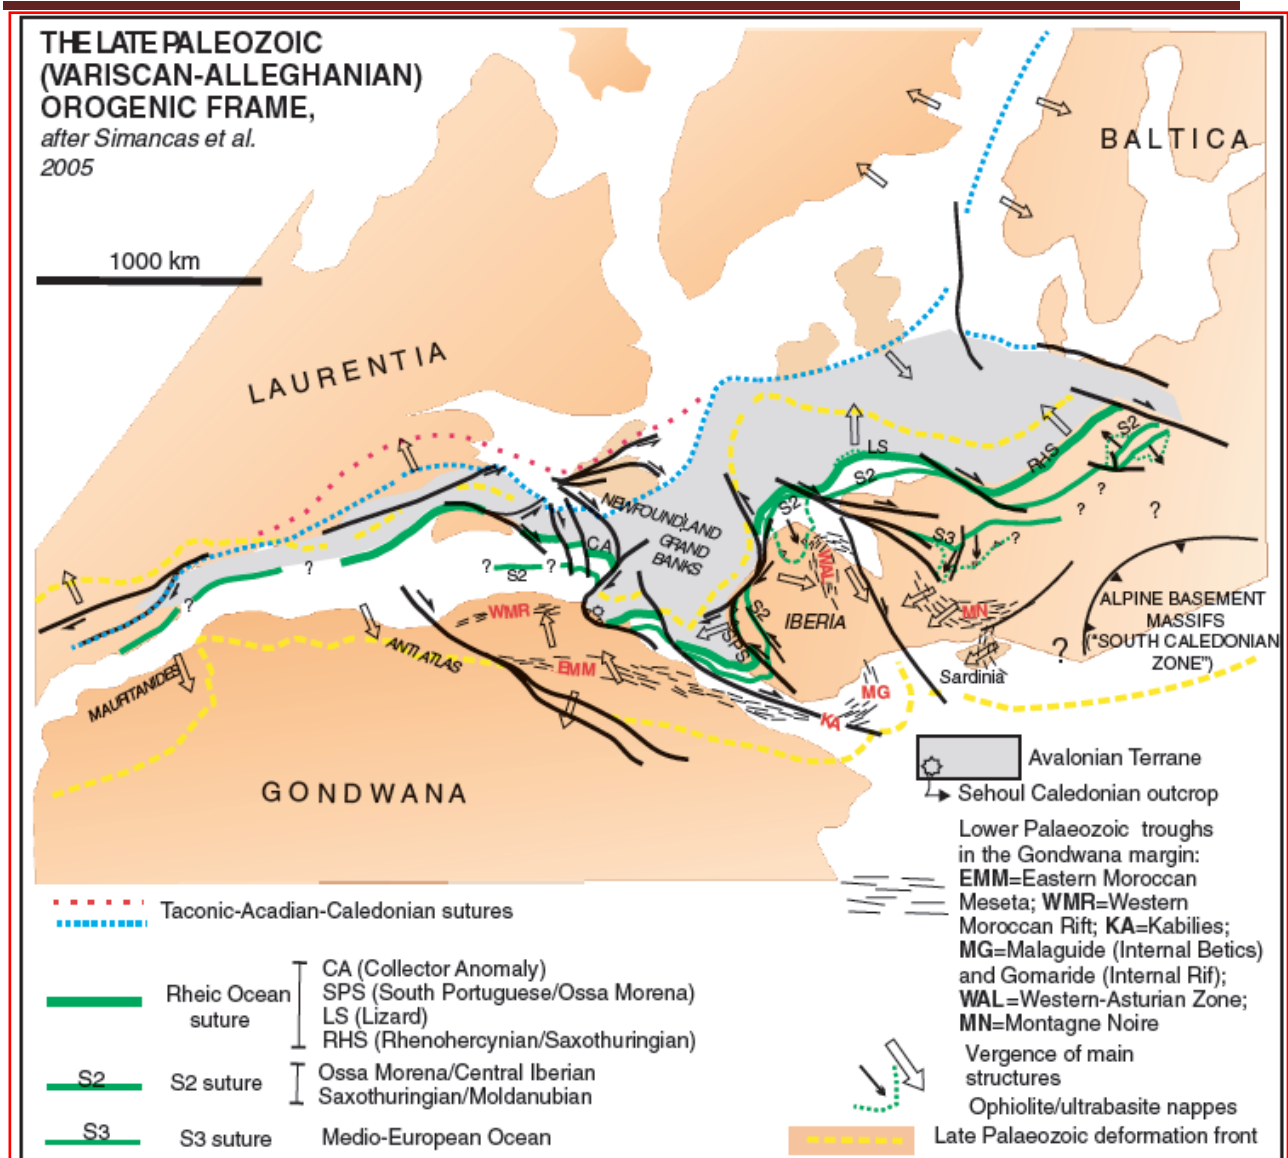 THE LATE PALEOZOIC
(VARISCAN-ALLEGHANIAN)
OROGENIC FRAME,
after Simancas et al.
2005
1000 km
BALTICA
LAURENTIA
LS
S2
RHS
S2
S2
S3
?
?
?
NEWFOUNDLAND
GRAND
BANKS
CA
?
S2
?
?
?
WAL
IBERIA
S2
SPS
MN
Sardinia
?
ALPINE BASEMENT
MASSIFS
("SOUTH CALEDONIAN
ZONE")
WMR
EMM
ANTI ATLAS
MAURITANIDES
MG
KA
GONDWANA
Avalonian Terrane
Sehoul Caledonian outcrop
Lower Palaeozoic troughs
in the Gondwana margin:
EMM=Eastern Moroccan
Meseta; WMR=Western
Moroccan Rift; KA=Kabilies;
MG=Malaguide (Internal Betics)
and Gomaride (Internal Rif);
WAL=Western-Asturian Zone;
MN=Montagne Noire
Vergence of main
structures
Ophiolite/ultrabasite nappes
Late Palaeozoic deformation front
Taconic-Acadian-Caledonian sutures
Rheic Ocean
suture
CA (Collector Anomaly)
SPS (South Portuguese/Ossa Morena)
LS (Lizard)
RHS (Rhenohercynian/Saxothuringian)
S2 S2 suture
Ossa Morena/Central Iberian
Saxothuringian/Moldanubian
S3 S3 suture Medio-European Ocean